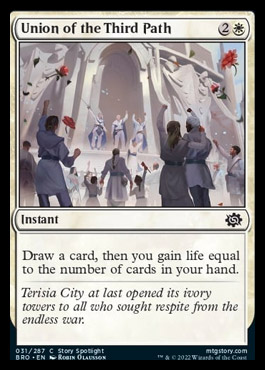 Union of the Third Path 2
Instant
Draw a card, then you gain life equal
to the number of cards in your hand.
Terisia City at last opened its ivory
towers to all who sought respite from the
endless war.
031/287 C Story Spotlight
mtgstory.com
BRO • EN Robin Olausson
™ & © 2022 Wizards of the Coast